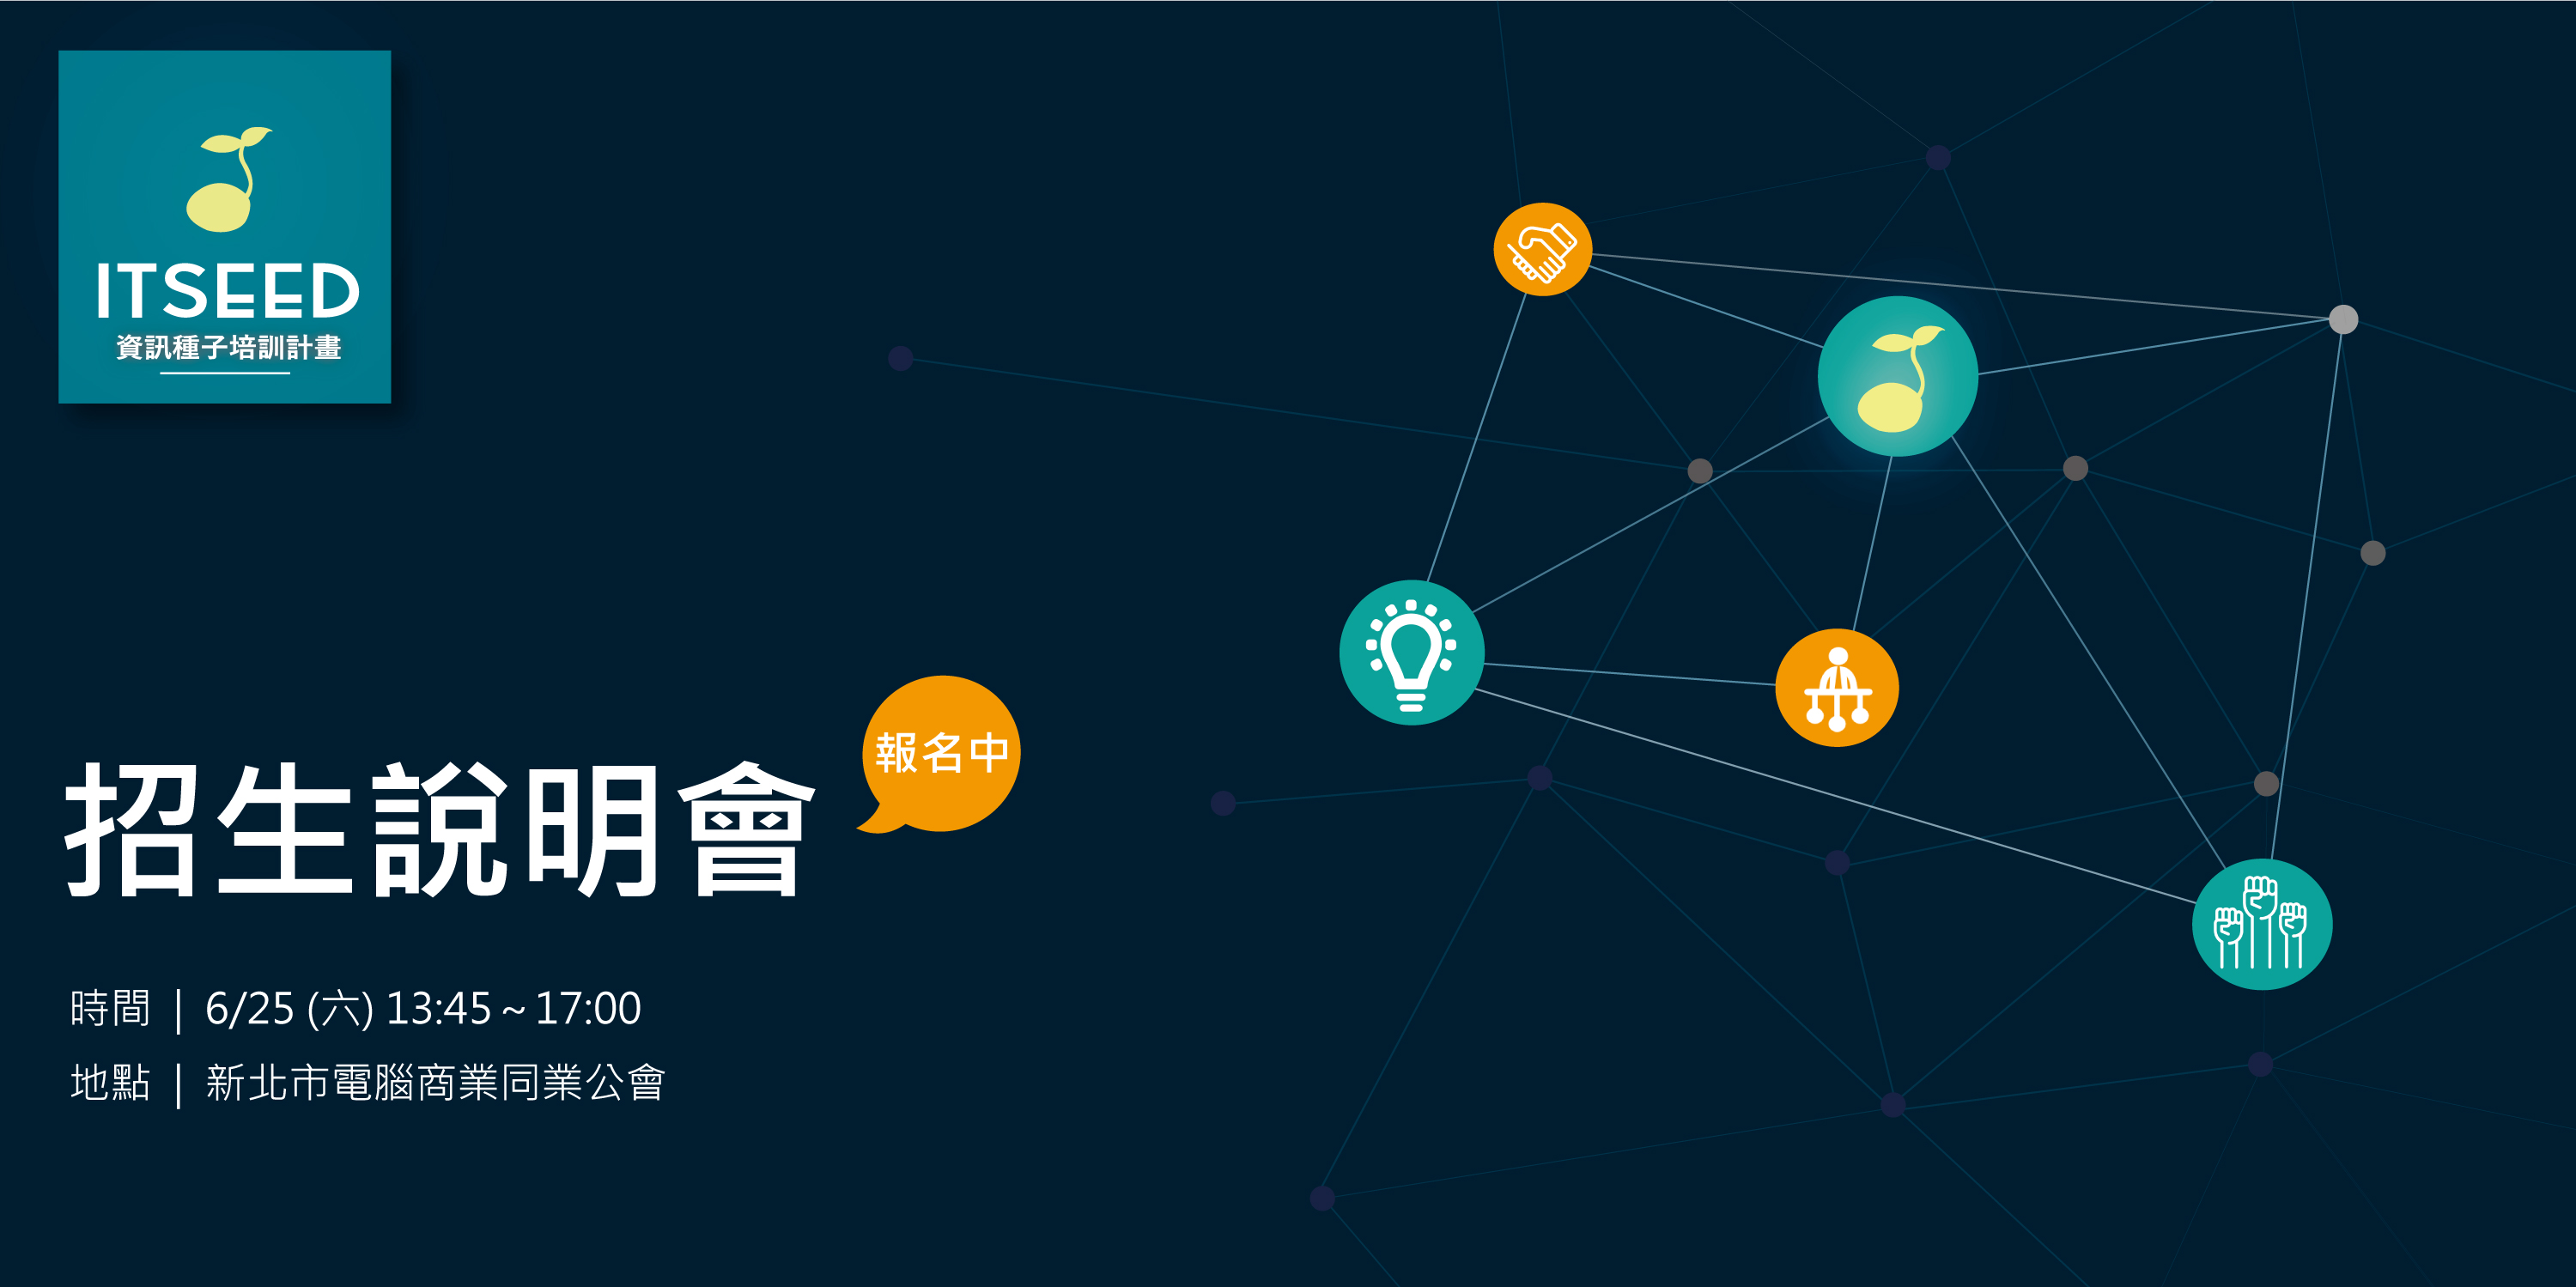 ITSEED
資訊種子培訓計畫
報名中
招生說明會
時間 | 6/25 (六) 13:45 ~ 17:00
地點 | 新北市電腦商業同業公會